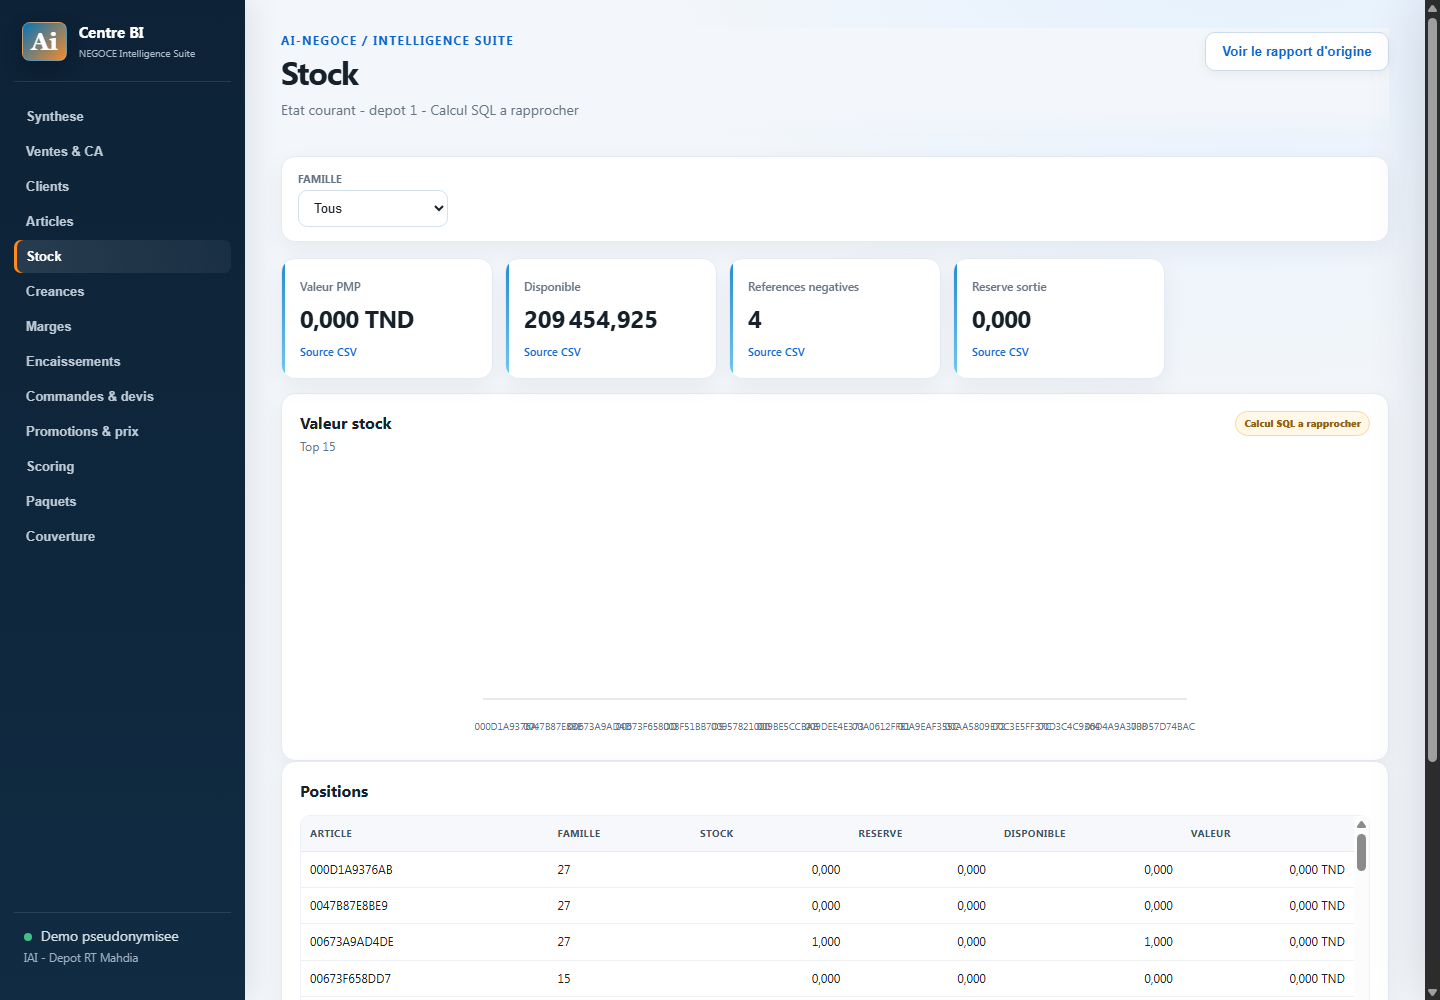 Ai
Centre BI
NEGOCE Intelligence Suite
Synthese
Ventes & CA
Clients
Articles
Stock
Creances
Marges
Encaissements
Commandes & devis
Promotions & prix
Scoring
Paquets
Couverture
Demo pseudonymisee
IAI - Depot RT Mahdia
AI-NEGOCE / INTELLIGENCE SUITE
Stock
Etat courant - depot 1 - Calcul SQL a rapprocher
Voir le rapport d'origine
FAMILLE
Tous
Valeur PMP
0,000 TND
Source CSV
Disponible
209 454,925
Source CSV
References negatives
4
Source CSV
Reserve sortie
0,000
Source CSV
Valeur stock
Calcul SQL a rapprocher
Top 15
Positions
ARTICLE FAMILLE STOCK RESERVE DISPONIBLE VALEUR
000D1A9376AB 27 0,000 0,000 0,000 0,000 TND
0047B87E8BE9 27 0,000 0,000 0,000 0,000 TND
00673A9AD4DE 27 1,000 0,000 1,000 0,000 TND
00673F658DD7 15 0,000 0,000 0,000 0,000 TND